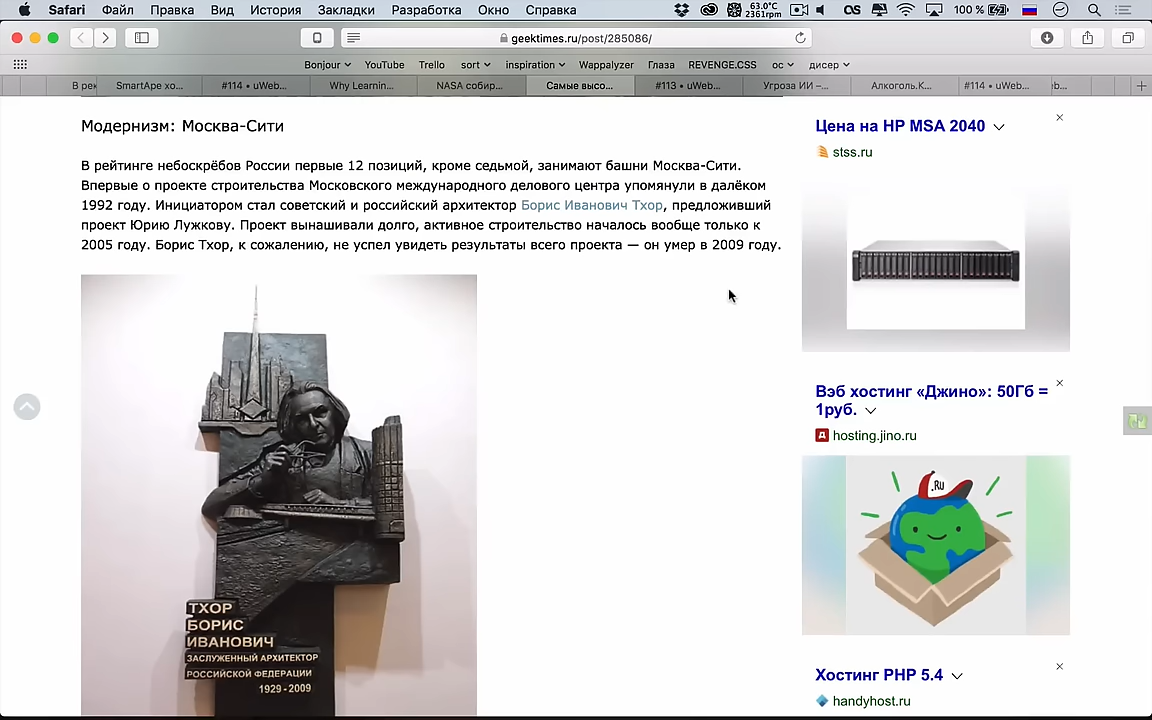 Safari Файл Правка Вид История Закладки Разработка Окно Справка 63.0°C 2361rpm 100 %
geektimes.ru/post/285086/
Bonjour YouTube Trello sort inspiration Wappalyzer Глаза REVENGE.CSS ос дисер
В рек SmartApe хо... #114 • uWeb... Why Learnin... NASA собир... Самые высо... #113 • uWeb... Угроза ИИ –... Алкоголь.К... #114 • uWeb...
Модернизм: Москва-Сити
В рейтинге небоскрёбов России первые 12 позиций, кроме седьмой, занимают башни Москва-Сити.
Впервые о проекте строительства Московского международного делового центра упомянули в далёком
1992 году. Инициатором стал советский и российский архитектор Борис Иванович Тхор, предложивший
проект Юрию Лужкову. Проект вынашивали долго, активное строительство началось вообще только к
2005 году. Борис Тхор, к сожалению, не успел увидеть результаты всего проекта — он умер в 2009 году.
ТХОР
БОРИС
ИВАНОВИЧ
ЗАСЛУЖЕННЫЙ АРХИТЕКТОР
РОССИЙСКОЙ ФЕДЕРАЦИИ
1929-2009
Цена на HP MSA 2040
stss.ru
Вэб хостинг «Джино»: 50Гб =
1руб.
hosting.jino.ru
.RU
Хостинг PHP 5.4
handyhost.ru